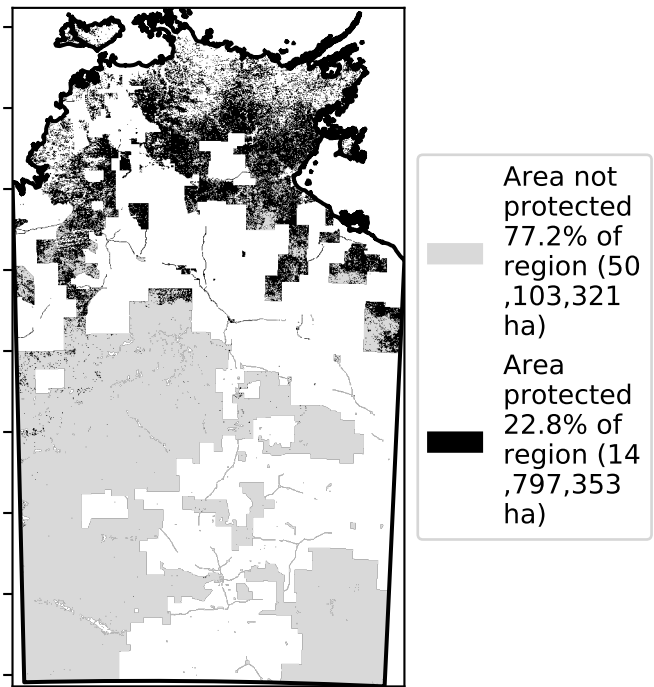 Area not
protected
77.2% of
region (50
,103,321
ha)
Area
protected
22.8% of
region (14
,797,353
ha)